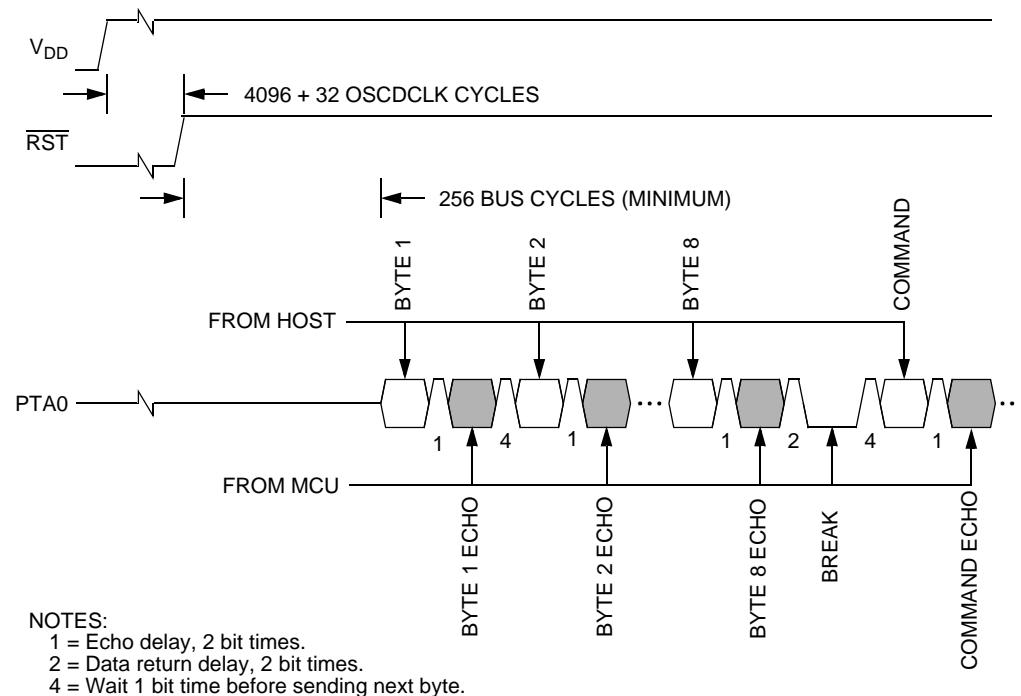 VDD
4096 + 32 OSCDCLK CYCLES
RST
256 BUS CYCLES (MINIMUM)
BYTE 1
BYTE 2
BYTE 8
COMMAND
FROM HOST
PTA0
...
...
1
4
1
1
2
4
1
FROM MCU
BYTE 1 ECHO
BYTE 2 ECHO
BYTE 8 ECHO
BREAK
COMMAND ECHO
NOTES:
1 = Echo delay, 2 bit times.
2 = Data return delay, 2 bit times.
4 = Wait 1 bit time before sending next byte.